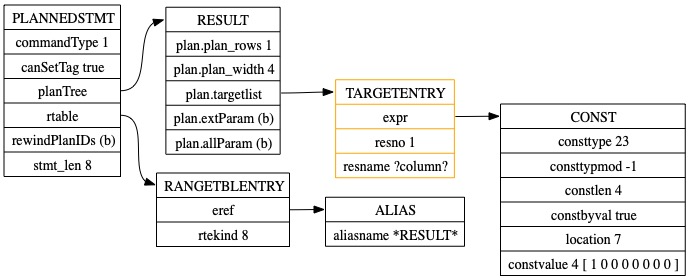 PLANNEDSTMT
commandType 1
canSetTag true
planTree
rtable
rewindPlanIDs (b)
stmt_len 8
RESULT
plan.plan_rows 1
plan.plan_width 4
plan.targetlist
plan.extParam (b)
plan.allParam (b)
TARGETENTRY
expr
resno 1
resname ?column?
CONST
consttype 23
consttypmod -1
constlen 4
constbyval true
location 7
constvalue 4 [ 1 0 0 0 0 0 0 0 ]
RANGETBLENTRY
eref
rtekind 8
ALIAS
aliasname *RESULT*